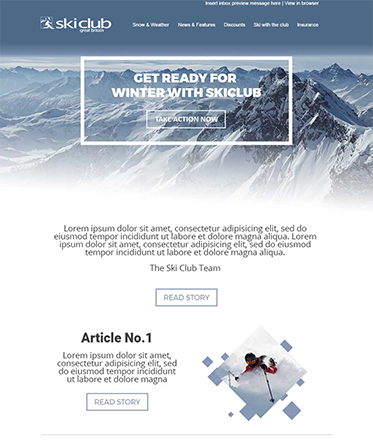 Insert inbox preview message here | View in browser
skiclub
great britain
Snow & Weather News & Features Discounts Ski with the club Insurance
GET READY FOR
WINTER WITH SKICLUB
TAKE ACTION NOW
Lorem ipsum dolor sit amet, consectetur adipisicing elit, sed do
eiusmod tempor incididunt ut labore et dolore magna aliqua. Lorem
ipsum dolor sit amet, consectetur adipisicing elit, sed do eiusmod
tempor incididunt ut labore et dolore magna aliqua.
The Ski Club Team
READ STORY
Article No.1
Lorem ipsum dolor sit amet,
consectetur adipisicing elit, sed
do eiusmod tempor incididunt ut
labore et dolore magna
READ STORY